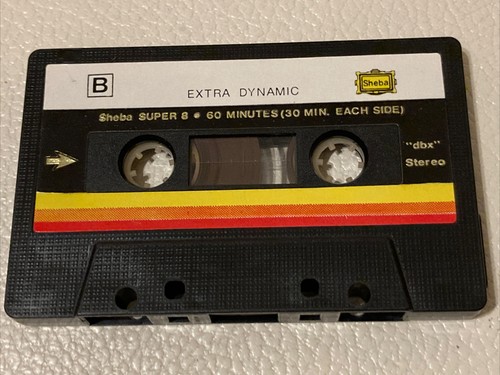 B
EXTRA DYNAMIC
Sheba
Sheba SUPER 8 • 60 MINUTES (30 MIN. EACH SIDE)
"dbx"
Stereo